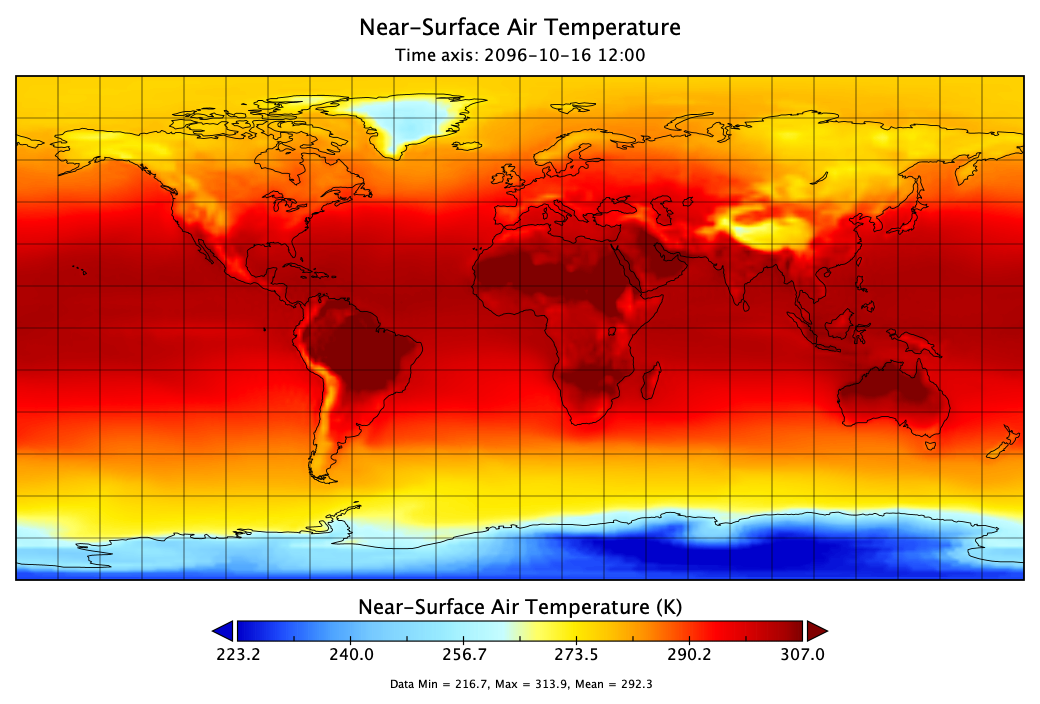 Near-Surface Air Temperature
Time axis: 2096-10-16 12:00
Near-Surface Air Temperature (K)
223.2 240.0 256.7 273.5 290.2 307.0
Data Min = 216.7, Max = 313.9, Mean = 292.3